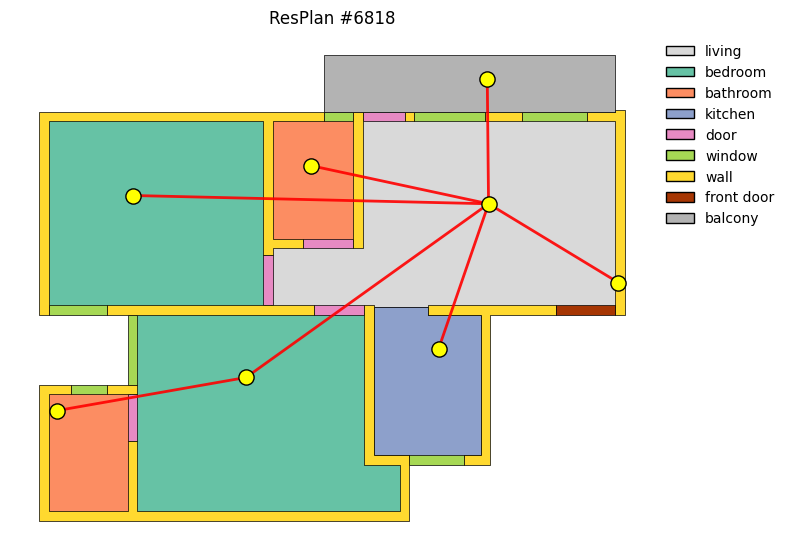 ResPlan #6818
living
bedroom
bathroom
kitchen
door
window
wall
front door
balcony